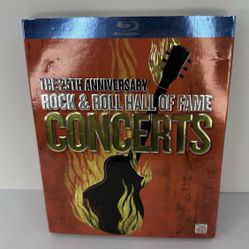 THE 25TH ANNIVERSARY
ROCK & ROLL HALL OF FAME
CONCERTS